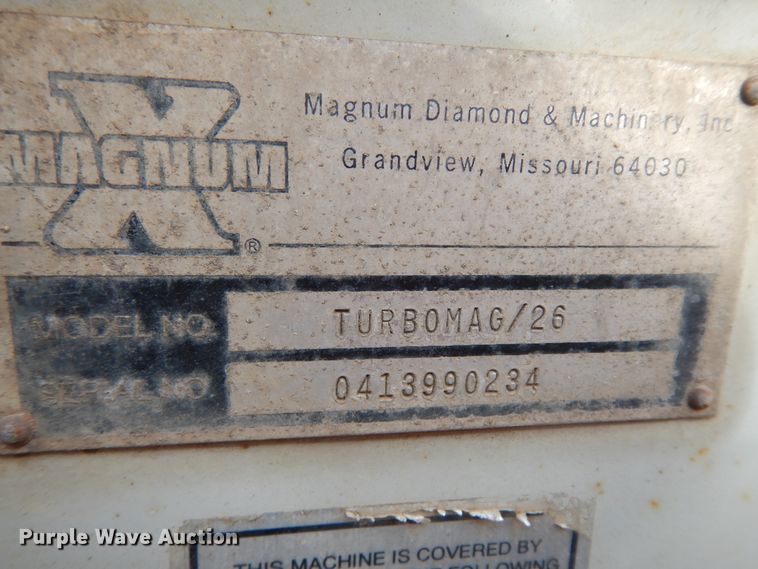 X
MAGNUM
®
Magnum Diamond & Machinery, Inc
Grandview, Missouri 64030
MODEL NO. TURBOMAG/26
SERIAL NO. 0413990234
THIS MACHINE IS COVERED BY
FOLLOWING
Purple Wave Auction